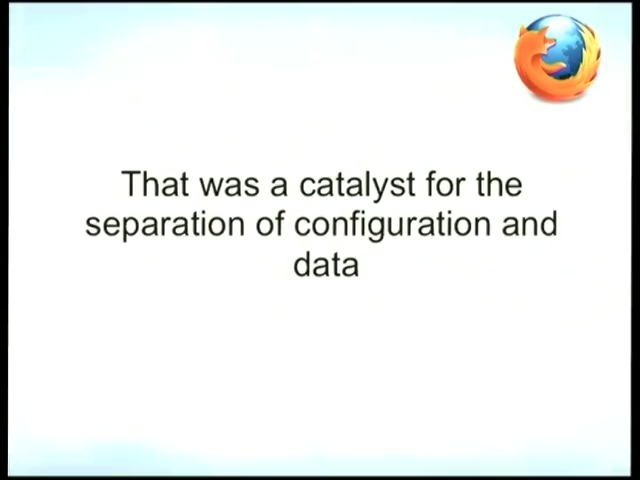 That was a catalyst for the
separation of configuration and
data